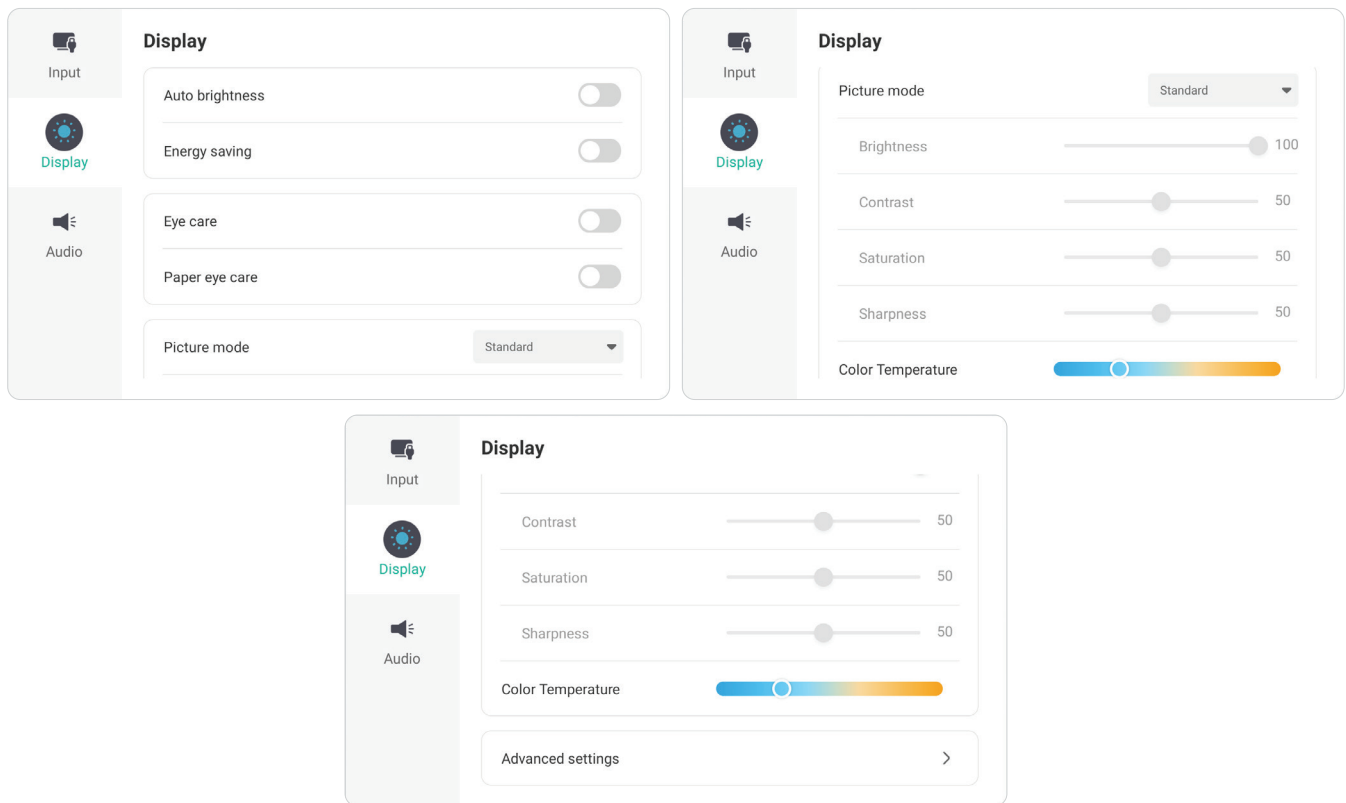 Display
Input
Auto brightness
Energy saving
Display
Eye care
Audio
Paper eye care
Picture mode
Standard
Display
Input
Picture mode
Standard
Brightness
100
Display
Contrast
50
Audio
Saturation
50
Sharpness
50
Color Temperature
Display
Input
Contrast
50
Display
Saturation
50
Sharpness
50
Audio
Color Temperature
Advanced settings